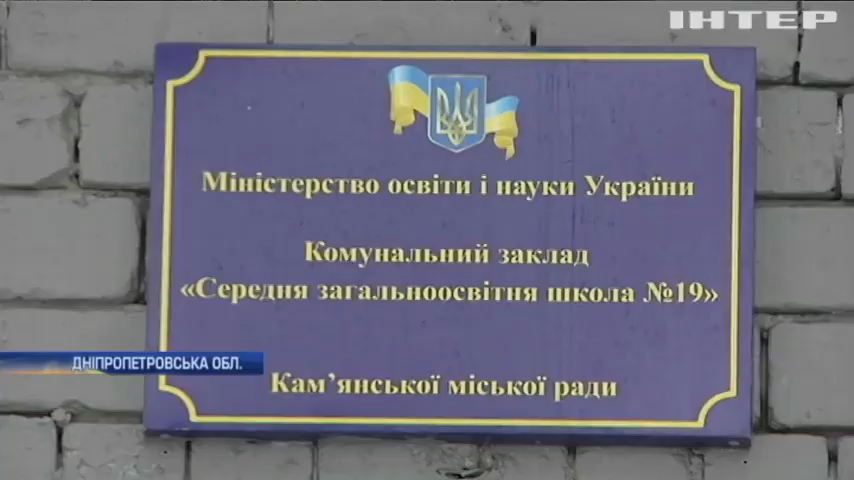 ІНТЕР
Міністерство освіти і науки України
Комунальний заклад
«Середня загальноосвітня школа №19»
ДНІПРОПЕТРОВСЬКА ОБЛ.
Кам’янської міської ради